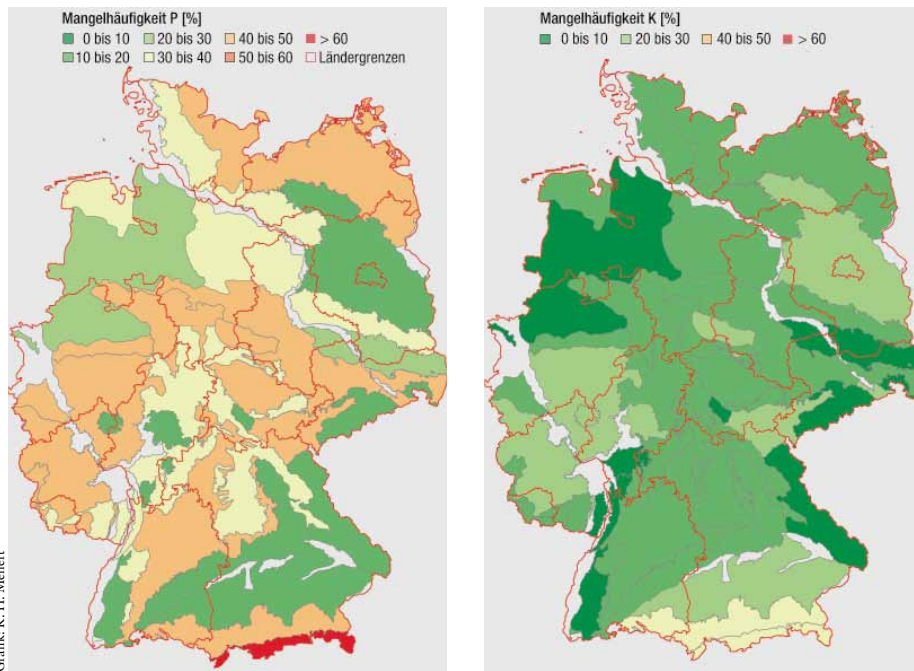 Mangelhäufigkeit P [%]
0 bis 10 20 bis 30 40 bis 50 > 60
10 bis 20 30 bis 40 50 bis 60 Ländergrenzen
Mangelhäufigkeit K [%]
0 bis 10 20 bis 30 40 bis 50 > 60
Grafik: K. H. Mellert